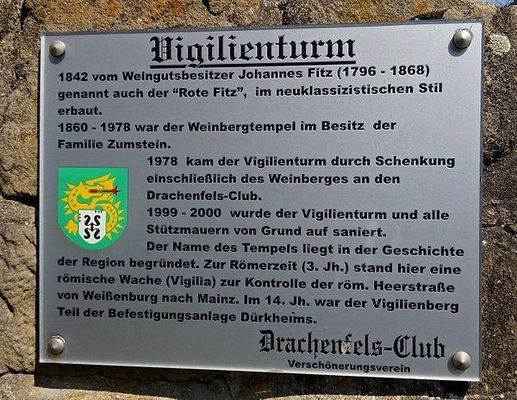 Vigilienturm
1842 vom Weingutsbesitzer Johannes Fitz (1796 - 1868)
genannt auch der "Rote Fitz", im neuklassizistischen Stil
erbaut.
1860 - 1978 war der Weinbergtempel im Besitz der
Familie Zumstein.
1978 kam der Vigilienturm durch Schenkung
einschließlich des Weinberges an den
Drachenfels-Club.
1999 - 2000 wurde der Vigilienturm und alle
Stützmauern von Grund auf saniert.
Der Name des Tempels liegt in der Geschichte
der Region begründet. Zur Römerzeit (3. Jh.) stand hier eine
römische Wache (Vigilia) zur Kontrolle der röm. Heerstraße
von Weißenburg nach Mainz. Im 14. Jh. war der Vigilienberg
Teil der Befestigungsanlage Dürkheims.
Drachenfels-Club
Verschönerungsverein